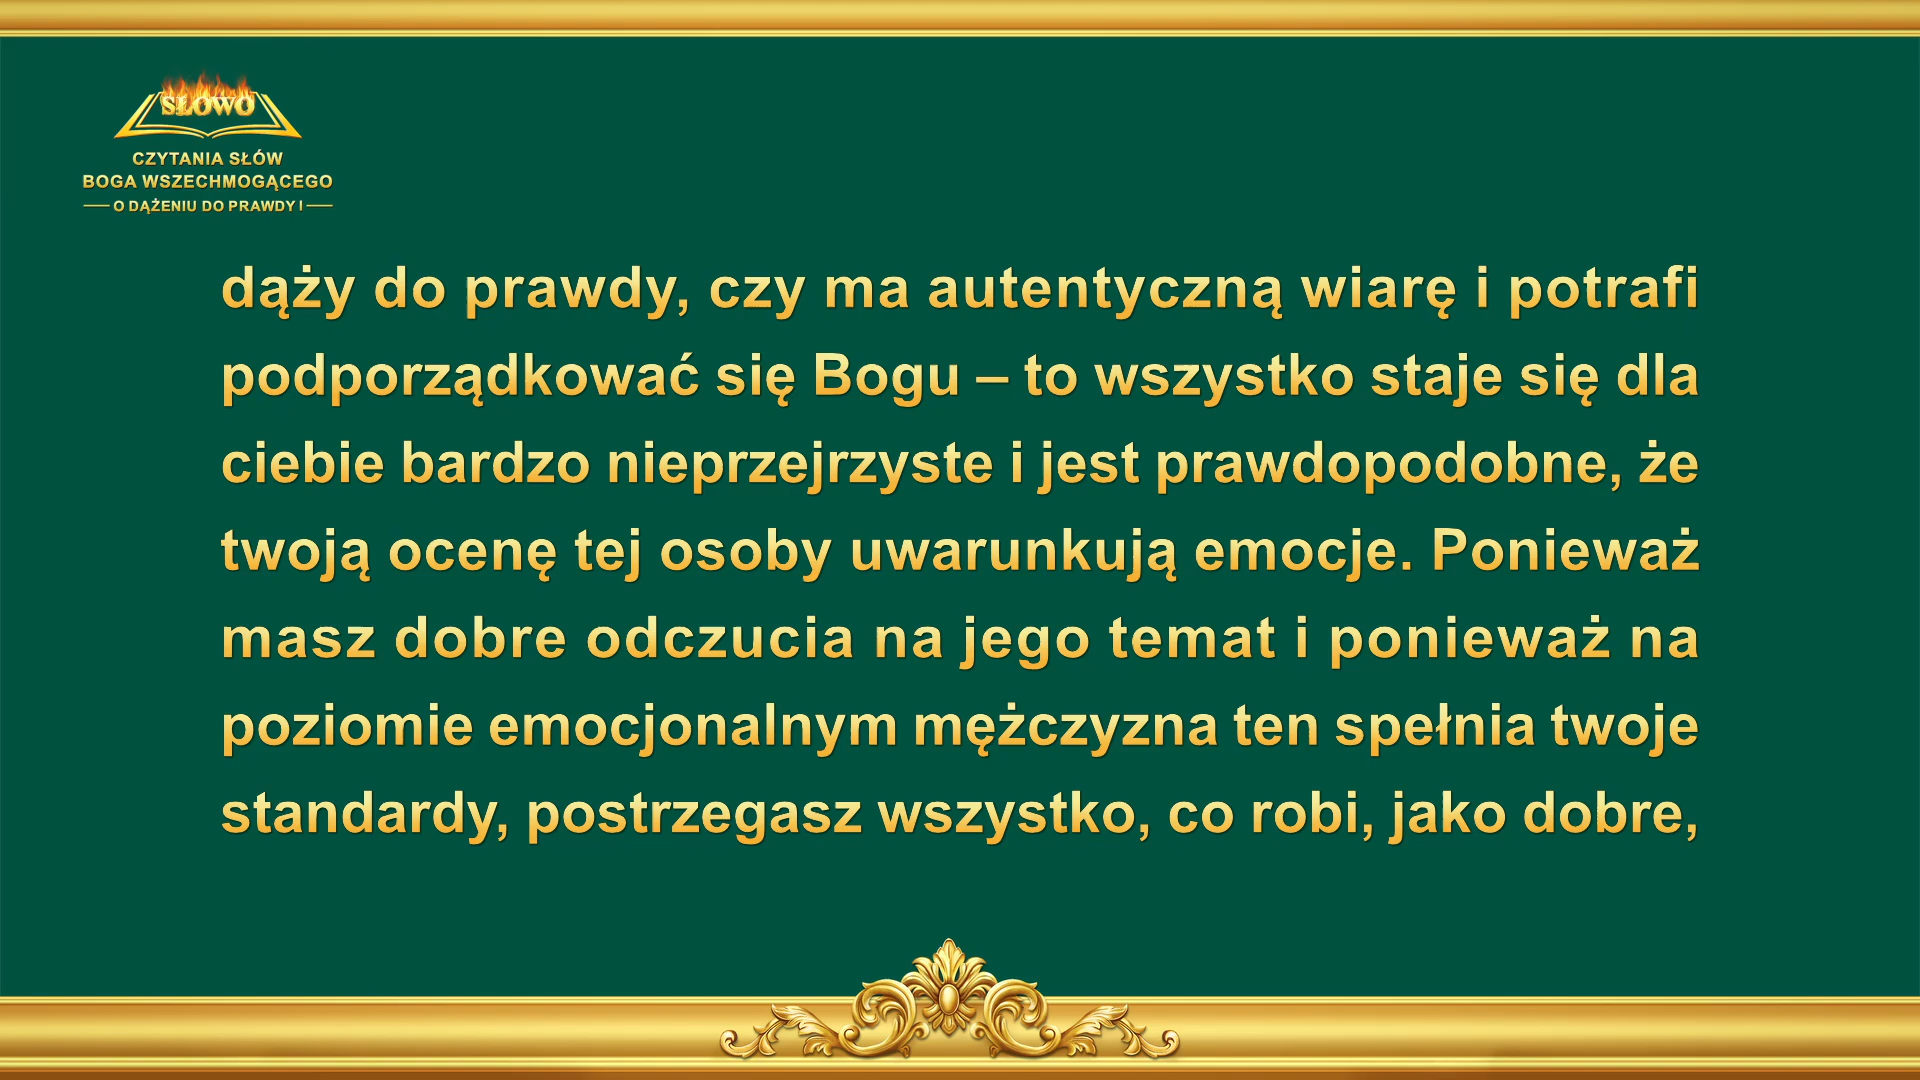 SŁOWO
CZYTANIA SŁÓW
BOGA WSZECHMOGĄCEGO
O DĄŻENIU DO PRAWDY I
dąży do prawdy, czy ma autentyczną wiarę i potrafi
podporządkować się Bogu – to wszystko staje się dla
ciebie bardzo nieprzejrzyste i jest prawdopodobne, że
twoją ocenę tej osoby uwarunkują emocje. Ponieważ
masz dobre odczucia na jego temat i ponieważ na
poziomie emocjonalnym mężczyzna ten spełnia twoje
standardy, postrzegasz wszystko, co robi, jako dobre,